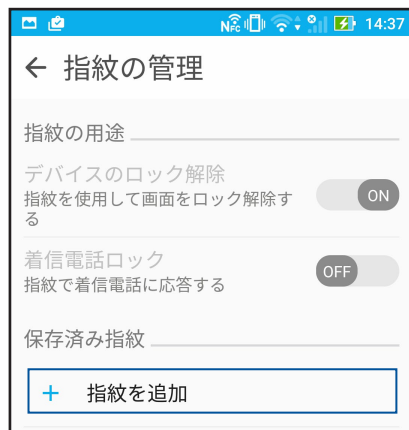 NFC 14:37
← 指紋の管理
指紋の用途
デバイスのロック解除
指紋を使用して画面をロック解除す
る
ON
着信電話ロック
指紋で着信電話に応答する
OFF
保存済み指紋
+ 指紋を追加